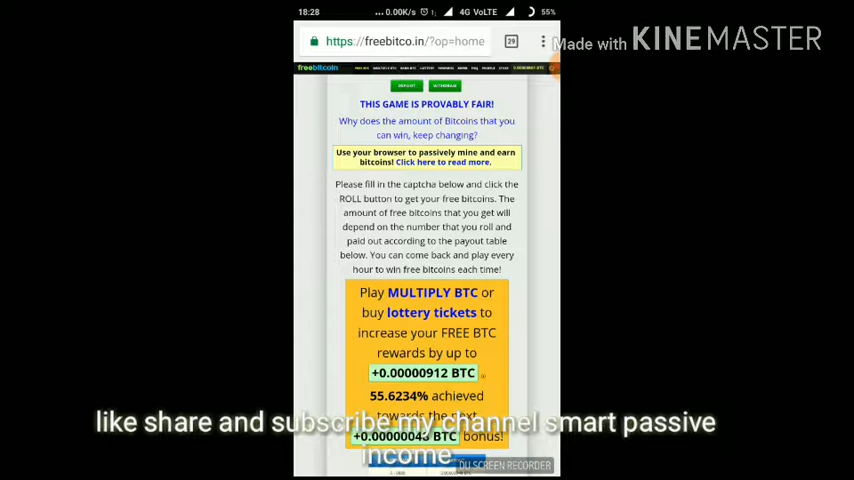 18:28 ... 0.00K/s 4G VoLTE 55%
https://freebitco.in/?op=home 29
Made with KINEMASTER
freebitcoin
DEPOSIT WITHDRAW
THIS GAME IS PROVABLY FAIR!
Why does the amount of Bitcoins that you
can win, keep changing?
Use your browser to passively mine and earn
bitcoins! Click here to read more.
Please fill in the captcha below and click the
ROLL button to get your free bitcoins. The
amount of free bitcoins that you get will
depend on the number that you roll and
paid out according to the payout table
below. You can come back and play every
hour to win free bitcoins each time!
Play MULTIPLY BTC or
buy lottery tickets to
increase your FREE BTC
rewards by up to
+0.00000912 BTC
55.6234% achieved
towards the next
like share and subscribe my channel smart passive
income
bonus!
DU SCREEN RECORDER